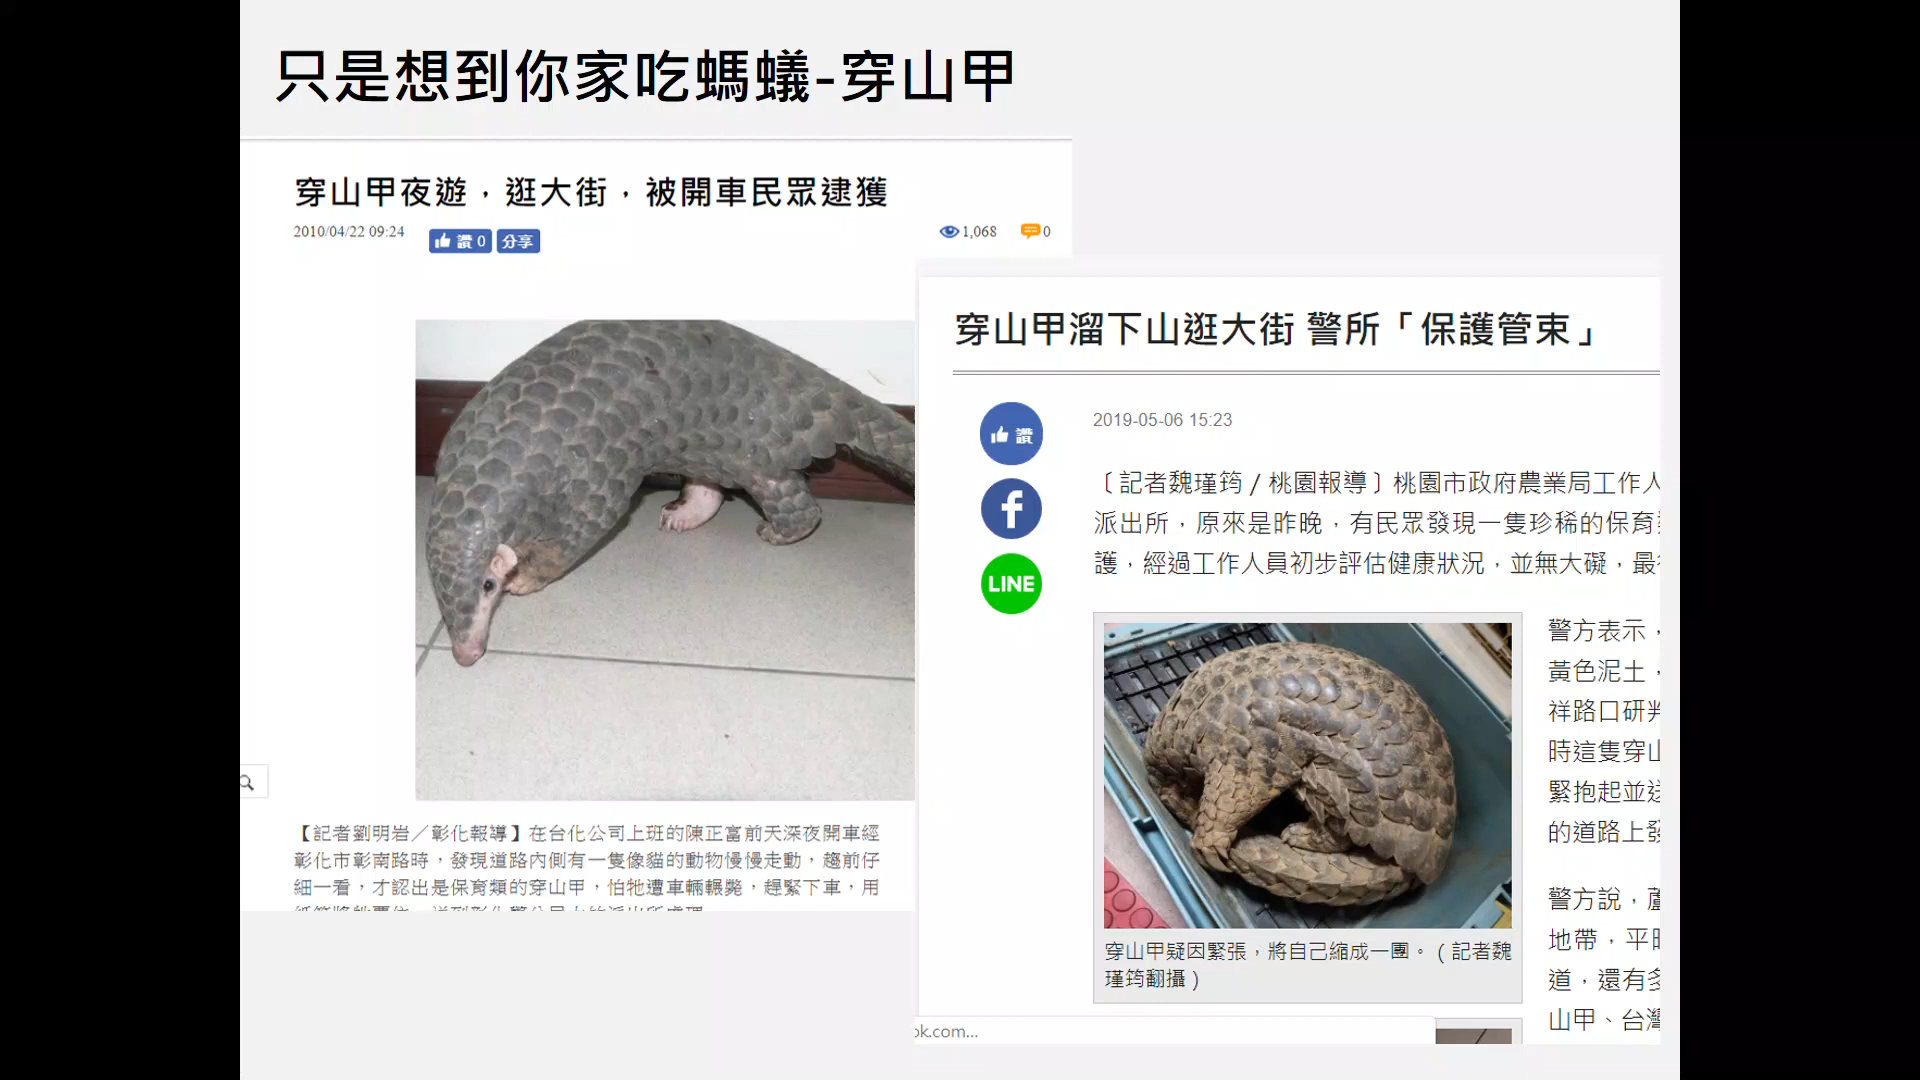 只是想到你家吃螞蟻-穿山甲
穿山甲夜遊，逛大街，被開車民眾逮獲
2010/04/22 09:24
讚 0
分享
1,068
0
【記者劉明岩／彰化報導】在台化公司上班的陳正富前天深夜開車經
彰化市彰南路時，發現道路內側有一隻像貓的動物慢慢走動，趨前仔
細一看，才認出是保育類的穿山甲，怕牠遭車輛輾斃，趕緊下車，用
穿山甲溜下山逛大街 警所「保護管束」
讚
LINE
2019-05-06 15:23
〔記者魏瑾筠／桃園報導〕桃園市政府農業局工作人
派出所，原來是昨晚，有民眾發現一隻珍稀的保育
護，經過工作人員初步評估健康狀況，並無大礙，最
警方表示，
黃色泥土，
祥路口研判
時這隻穿山
緊抱起並送
的道路上發
穿山甲疑因緊張，將自己縮成一團。（記者魏
瑾筠翻攝）
警方說，蘆
地帶，平時
道，還有多
山甲、台灣
ok.com...